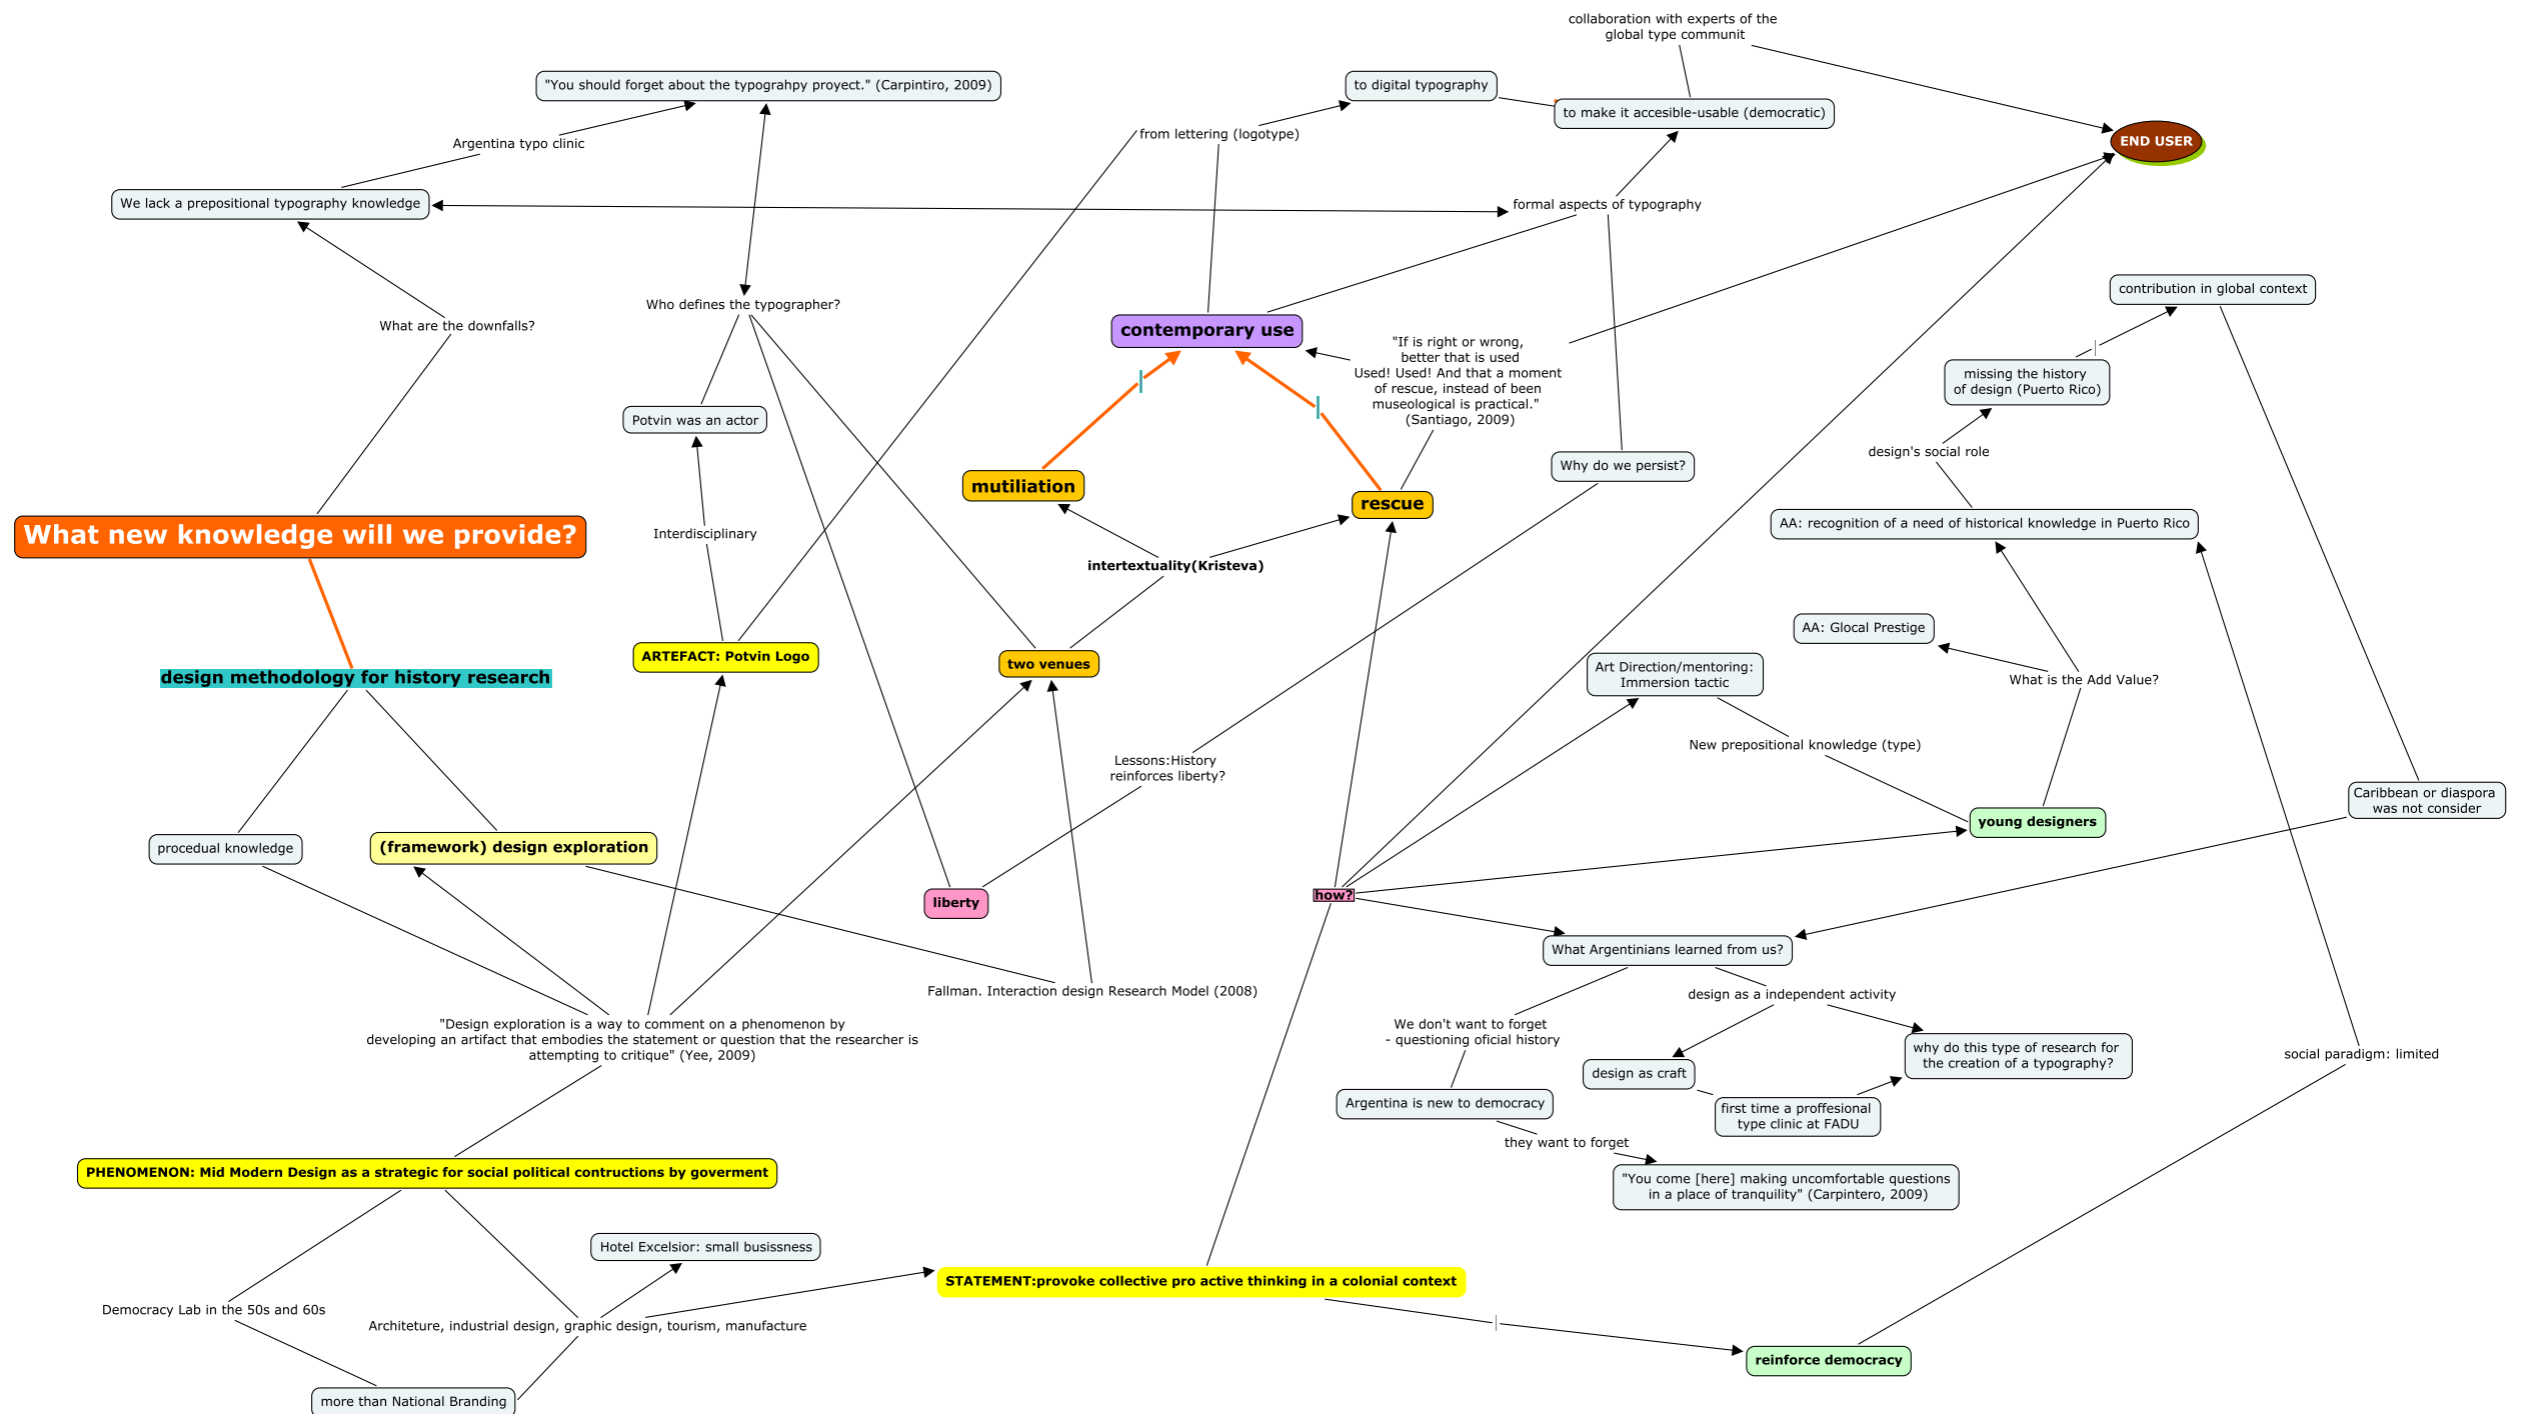 collaboration with experts of the
global type communit
"You should forget about the typograhpy proyect." (Carpintiro, 2009)
to digital typography
to make it accesible-usable (democratic)
from lettering (logotype)
END USER
Argentina typo clinic
We lack a prepositional typography knowledge
formal aspects of typography
contribution in global context
Who defines the typographer?
What are the downfalls?
contemporary use
"If is right or wrong,
better that is used
Used! Used! And that a moment
of rescue, instead of been
museological is practical."
(Santiago, 2009)
missing the history
of design (Puerto Rico)
Potvin was an actor
design's social role
Why do we persist?
mutiliation
rescue
AA: recognition of a need of historical knowledge in Puerto Rico
What new knowledge will we provide?
Interdisciplinary
intertextuality(Kristeva)
AA: Glocal Prestige
ARTEFACT: Potvin Logo
two venues
Art Direction/mentoring:
Immersion tactic
What is the Add Value?
design methodology for history research
New prepositional knowledge (type)
Lessons:History
reinforces liberty?
Caribbean or diaspora
was not consider
young designers
procedual knowledge
(framework) design exploration
liberty
how?
What Argentinians learned from us?
Fallman. Interaction design Research Model (2008)
design as a independent activity
"Design exploration is a way to comment on a phenomenon by
developing an artifact that embodies the statement or question that the researcher is
attempting to critique" (Yee, 2009)
We don't want to forget
- questioning oficial history
why do this type of research for
the creation of a typography?
social paradigm: limited
design as craft
Argentina is new to democracy
first time a proffesional
type clinic at FADU
they want to forget
PHENOMENON: Mid Modern Design as a strategic for social political contructions by goverment
"You come [here] making uncomfortable questions
in a place of tranquility" (Carpintero, 2009)
Hotel Excelsior: small busissness
STATEMENT:provoke collective pro active thinking in a colonial context
Democracy Lab in the 50s and 60s
Architeture, industrial design, graphic design, tourism, manufacture
reinforce democracy
more than National Branding